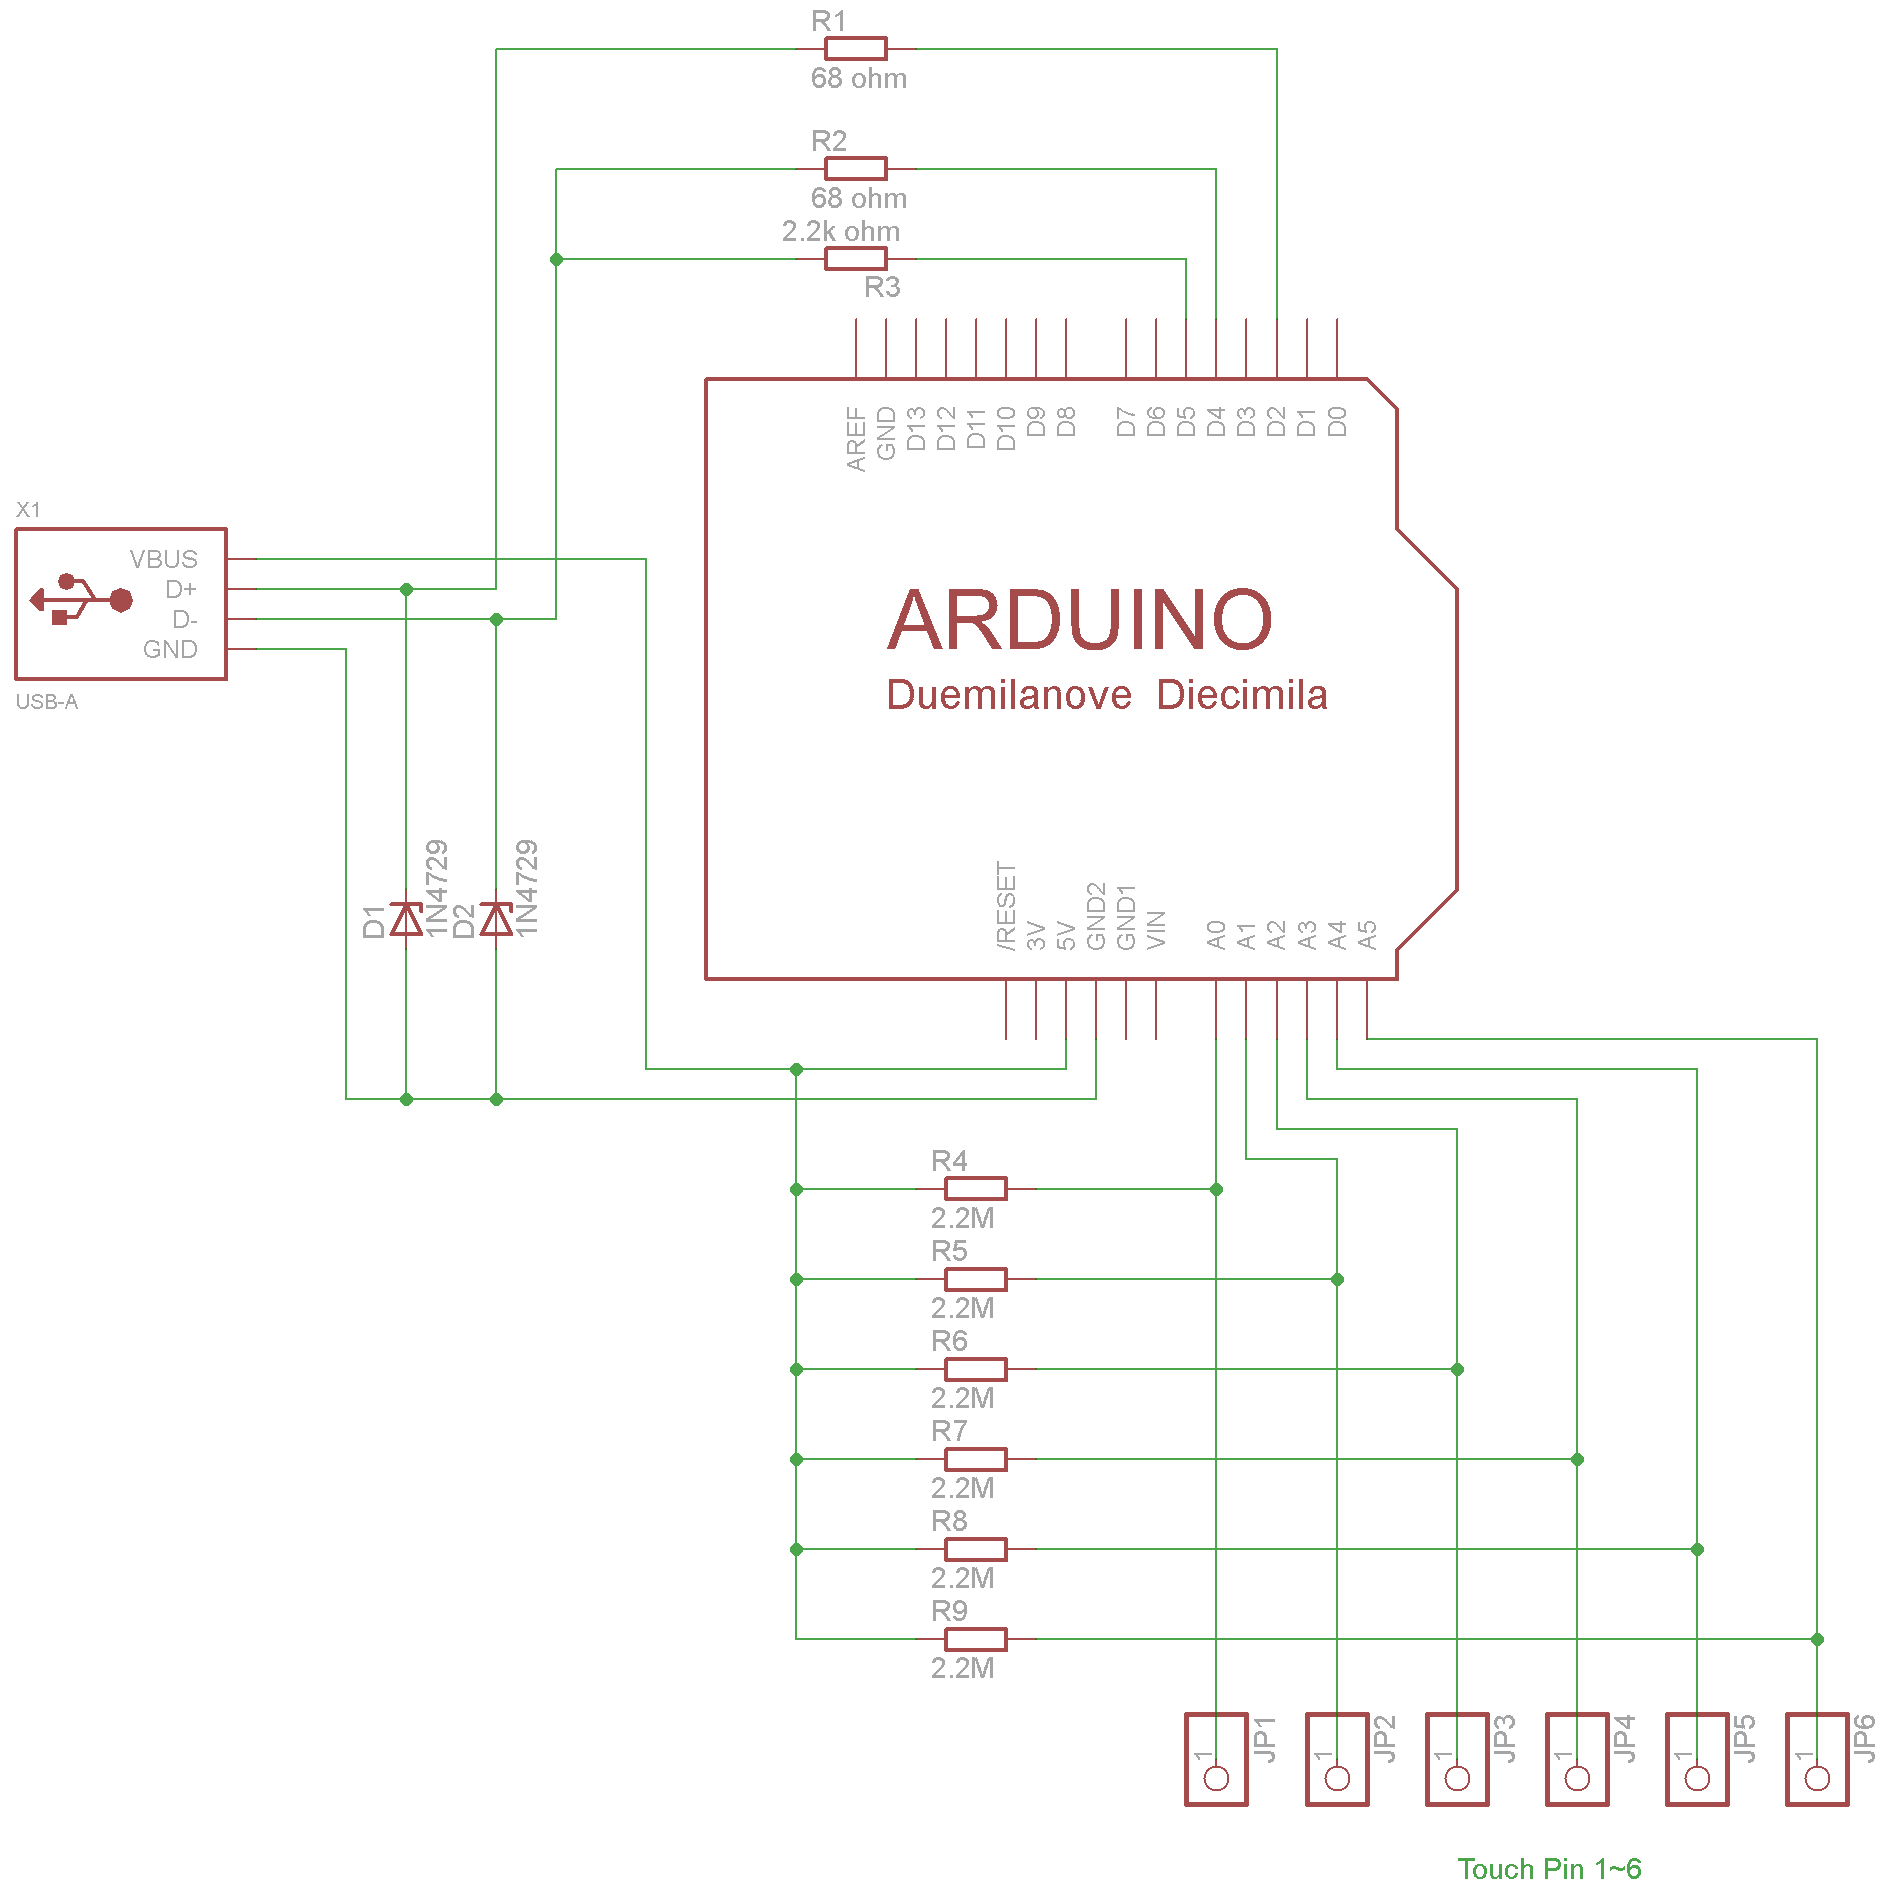 R1
68 ohm
R2
68 ohm
2.2k ohm
R3
AREF
GND
D13
D12
D11
D10
D9
D8
D7
D6
D5
D4
D3
D2
D1
D0
X1
VBUS
D+
D-
GND
USB-A
ARDUINO
Duemilanove Diecimila
D1
1N4729
D2
1N4729
/RESET
3V
5V
GND2
GND1
VIN
A0
A1
A2
A3
A4
A5
R4
2.2M
R5
2.2M
R6
2.2M
R7
2.2M
R8
2.2M
R9
2.2M
1
JP1
1
JP2
1
JP3
1
JP4
1
JP5
1
JP6
Touch Pin 1~6